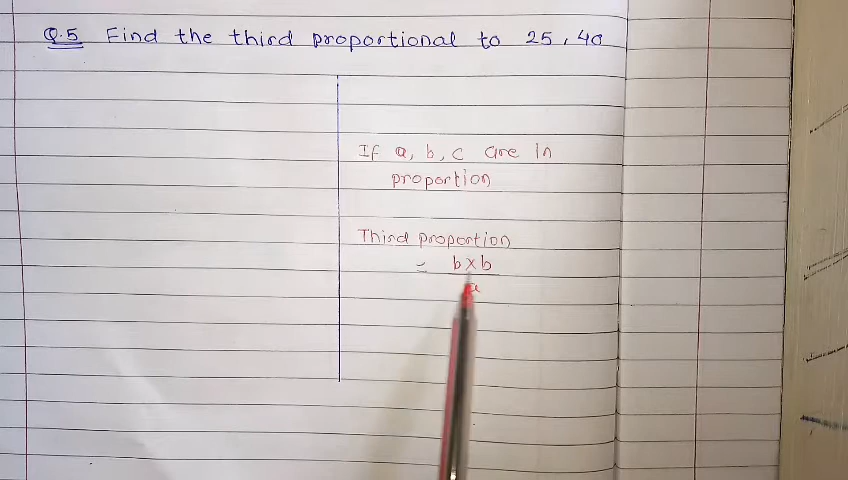 Q.5 Find the third proportional to 25, 40
If a, b, c are in
proportion
Third proportion
= b × b
a